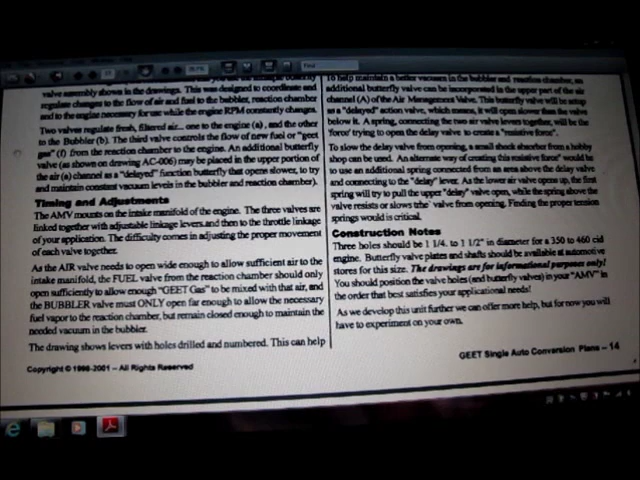 Find
valve assembly shown in the drawings. This was designed to coordinate and
regulate changes to the flow of air and fuel to the bubbler, reaction chamber
and to the engine necessary for use while the engine RPM constantly changes.
Two valves regulate fresh, filtered air... one to the engine (a), and the other
to the Bubbler (b). The third valve controls the flow of new fuel or "geet
gas" (f) from the reaction chamber to the engine. An additional butterfly
valve (as shown on drawing AC-006) may be placed in the upper portion of
the air (a) channel as a "delayed" function butterfly that opens slower, to try
and maintain constant vacuum levels in the bubbler and reaction chamber).
Timing and Adjustments
The AMV mounts on the intake manifold of the engine. The three valves are
linked together with adjustable linkage levers and then to the throttle linkage
of your application. The difficulty comes in adjusting the proper movement
of each valve together.
As the AIR valve needs to open wide enough to allow sufficient air to the
intake manifold, the FUEL valve from the reaction chamber should only
open sufficiently to allow enough "GEET Gas" to be mixed with that air, and
the BUBBLER valve must ONLY open far enough to allow the necessary
fuel vapor to the reaction chamber, but remain closed enough to maintain the
needed vacuum in the bubbler.
The drawing shows levers with holes drilled and numbered. This can help
Copyright © 1998-2001 – All Rights Reserved
To help maintain a better vacuum in the bubbler and reaction chamber, an
additional butterfly valve can be incorporated in the upper part of the air
channel (A) of the Air Management Valve. This butterfly valve will be setup
as a "delayed" action valve, which means, it will open slower than the valve
below it. A spring, connecting the two air valve levers together, will be the
'force' trying to open the delay valve to create a "resistive force".
To slow the delay valve from opening, a small shock absorber from a hobby
shop can be used. An alternate way of creating this resistive force" would be
to use an additional spring connected from an area above the delay valve
and connecting to the "delay" lever. As the lower air valve opens up, the first
spring will try to pull the upper "delay" valve open, while the spring above the
valve resists or slows the` valve from opening. Finding the proper tension
springs would is critical.
Construction Notes
Three holes should be 1 1/4. to 1 1/2" in diameter for a 350 to 460 cid
engine. Butterfly valve plates and shafts should be available at automotive
stores for this size. The drawings are for informational purposes only!
You should position the valve holes (and butterfly valves) in your "AMV" in
the order that best satisfies your applicational needs!
As we develop this unit further we can offer more help, but for now you will
have to experiment on your own.
GEET Single Auto Conversion Plans – 14